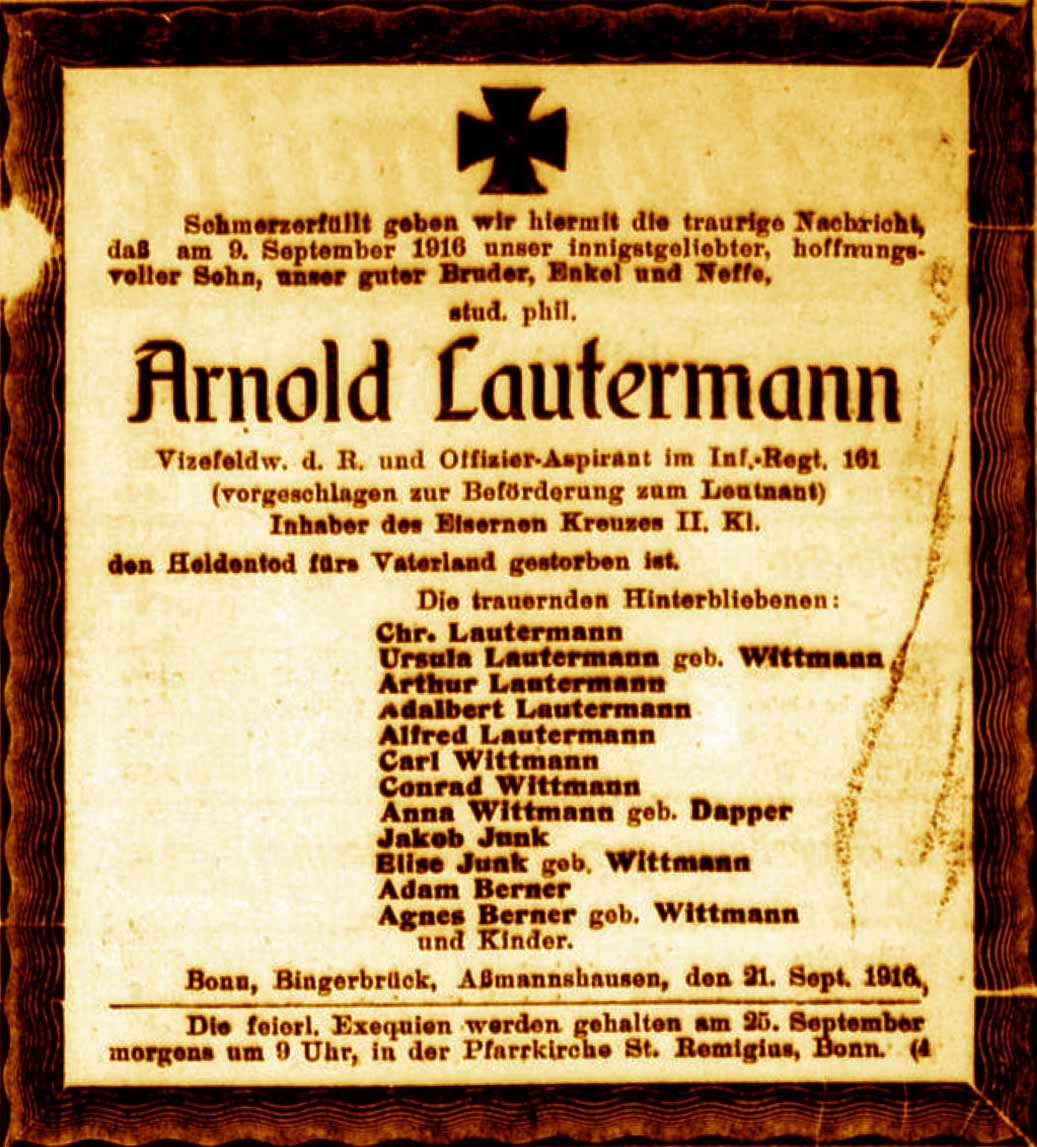 Schmerzerfüllt geben wir hiermit die traurige Nachricht,
daß am 9. September 1916 unser innigstgeliebter, hoffnungs-
voller Sohn, unser guter Bruder, Enkel und Neffe,
stud. phil.
Arnold Lautermann
Vizefeldw. d. R. und Offizier-Aspirant im Inf.-Regt. 161
(vorgeschlagen zur Beförderung zum Leutnant)
Inhaber des Eisernen Kreuzes II. Kl.
den Heldentod fürs Vaterland gestorben ist.
Die trauernden Hinterbliebenen:
Chr. Lautermann
Ursula Lautermann geb. Wittmann
Arthur Lautermann
Adalbert Lautermann
Alfred Lautermann
Carl Wittmann
Conrad Wittmann
Anna Wittmann geb. Dapper
Jakob Junk
Elise Junk geb. Wittmann
Adam Berner
Agnes Berner geb. Wittmann
und Kinder.
Bonn, Bingerbrück, Aßmannshausen, den 21. Sept. 1916,
Die feierl. Exequien werden gehalten am 25. September
morgens um 9 Uhr, in der Pfarrkirche St. Remigius, Bonn. (4